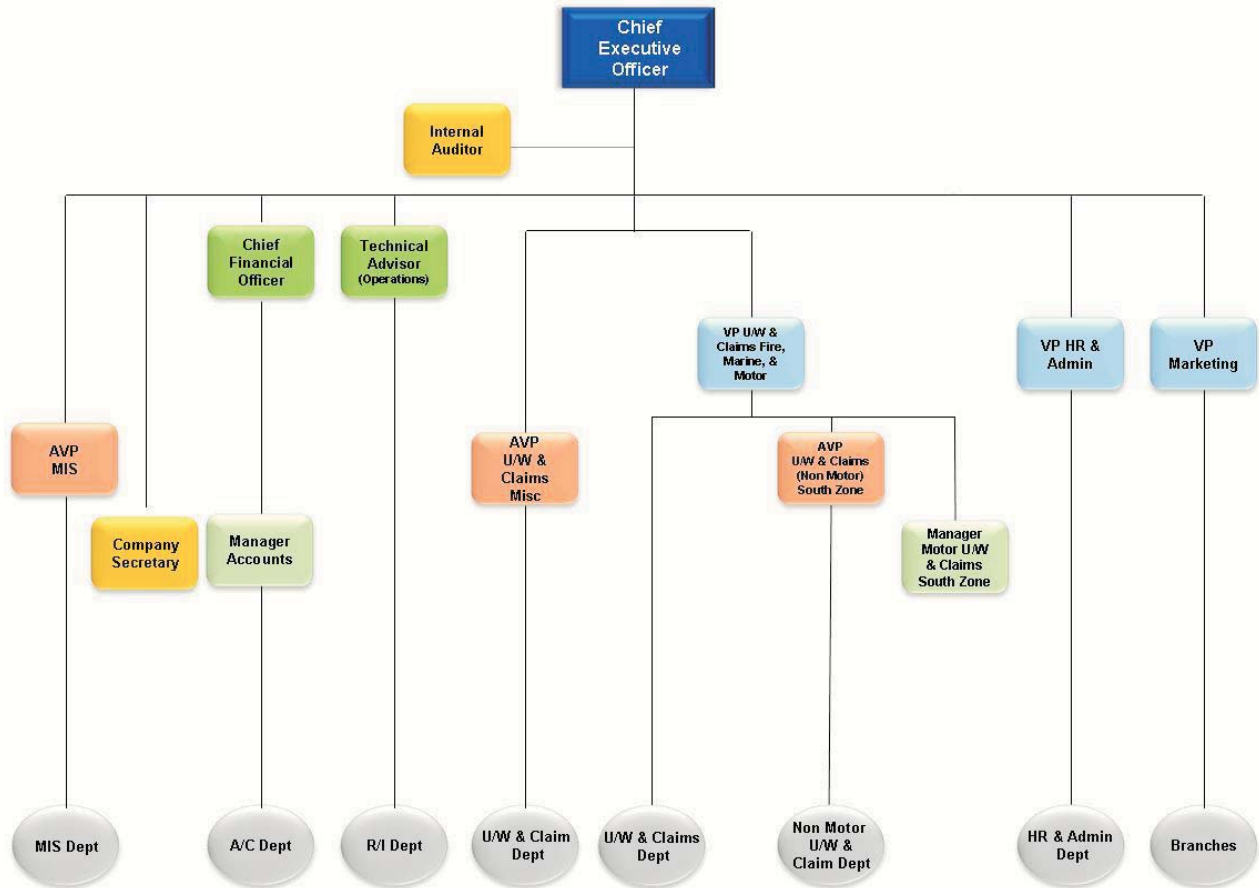 Chief
Executive
Officer
Internal
Auditor
Chief
Financial
Officer
Technical
Advisor
(Operations)
VP U/W &
Claims Fire,
Marine, &
Motor
VP HR &
Admin
VP
Marketing
AVP
MIS
AVP
U/W &
Claims
Misc
AVP
U/W & Claims
(Non Motor)
South Zone
Company
Secretary
Manager
Accounts
Manager
Motor U/W
& Claims
South Zone
MIS Dept
A/C Dept
R/I Dept
U/W & Claim
Dept
U/W & Claims
Dept
Non Motor
U/W &
Claim Dept
HR & Admin
Dept
Branches